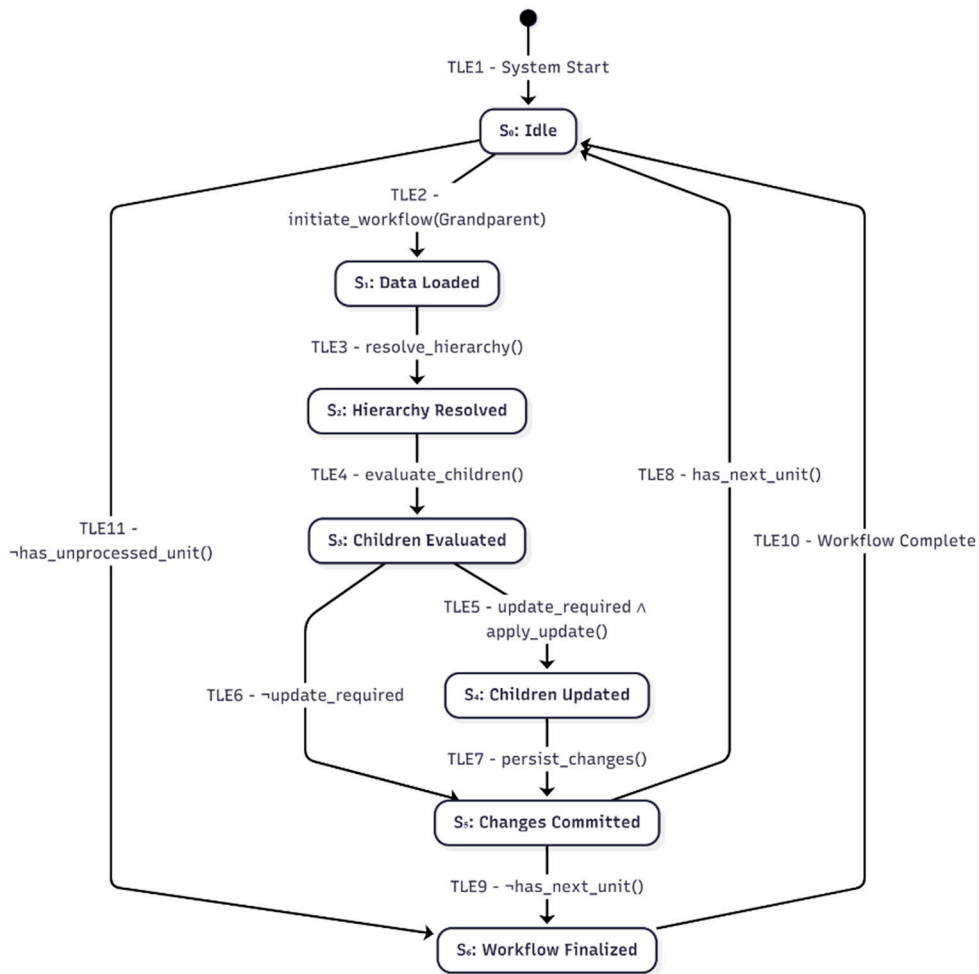 TLE1 - System Start
S₀: Idle
TLE2 -
initiate_workflow(Grandparent)
S₁: Data Loaded
TLE3 - resolve_hierarchy()
S₂: Hierarchy Resolved
TLE4 - evaluate_children()
TLE8 - has_next_unit()
TLE11 -
¬has_unprocessed_unit()
S₃: Children Evaluated
TLE10 - Workflow Complete
TLE5 - update_required ∧
apply_update()
TLE6 - ¬update_required
S₄: Children Updated
TLE7 - persist_changes()
S₅: Changes Committed
TLE9 - ¬has_next_unit()
S₆: Workflow Finalized